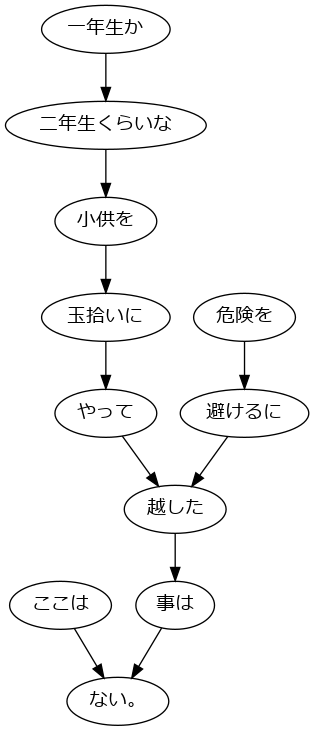 一年生か
二年生くらいな
小供を
玉拾いに
危険を
やって
避けるに
越した
ここは
事は
ない。